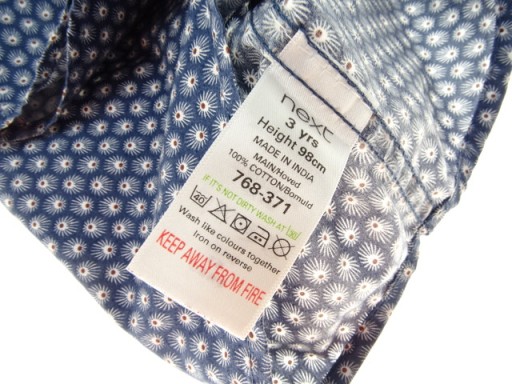 next
3 yrs
Height 98cm
MADE IN INDIA
MAIN/Hoved
100% COTTON/Bomuld
768-371
IF IT'S NOT DIRTY WASH AT 30°
40
Wash like colours together
Iron on reverse
KEEP AWAY FROM FIRE